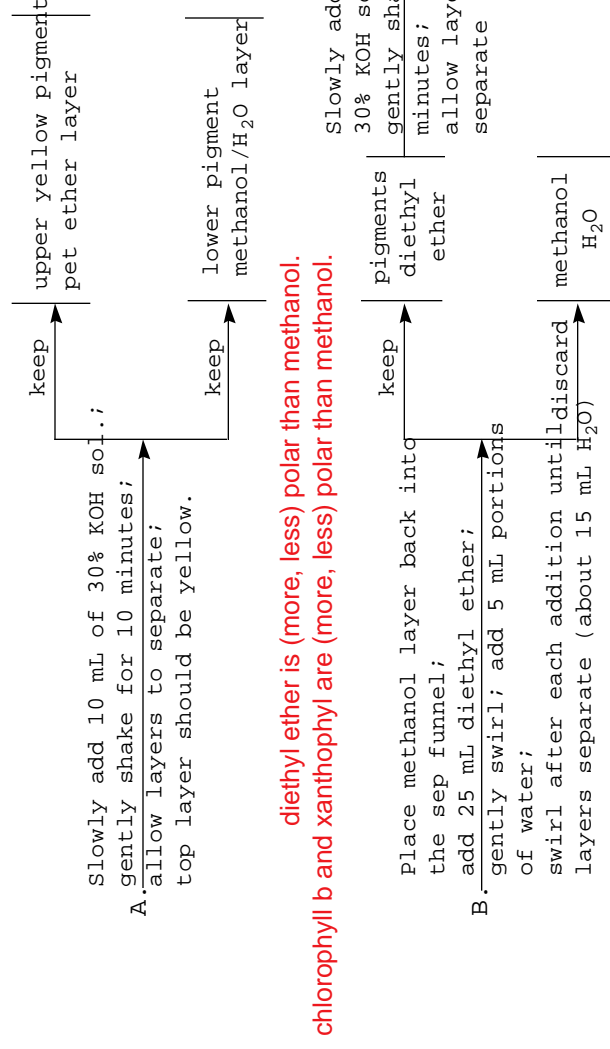 A.
Slowly add 10 mL of 30% KOH sol.;
gently shake for 10 minutes;
allow layers to separate;
top layer should be yellow.
keep
upper yellow pigment
pet ether layer
keep
lower pigment
methanol/H₂O layer
diethyl ether is (more, less) polar than methanol.
chlorophyll b and xanthophyl are (more, less) polar than methanol.
B.
Place methanol layer back into
the sep funnel;
add 25 mL diethyl ether;
gently swirl; add 5 mL portions
of water;
swirl after each addition until
layers separate (about 15 mL H₂O)
keep
pigments
diethyl
ether
discard
methanol
H₂O
Slowly add
30% KOH
gently
minutes;
allow
separate